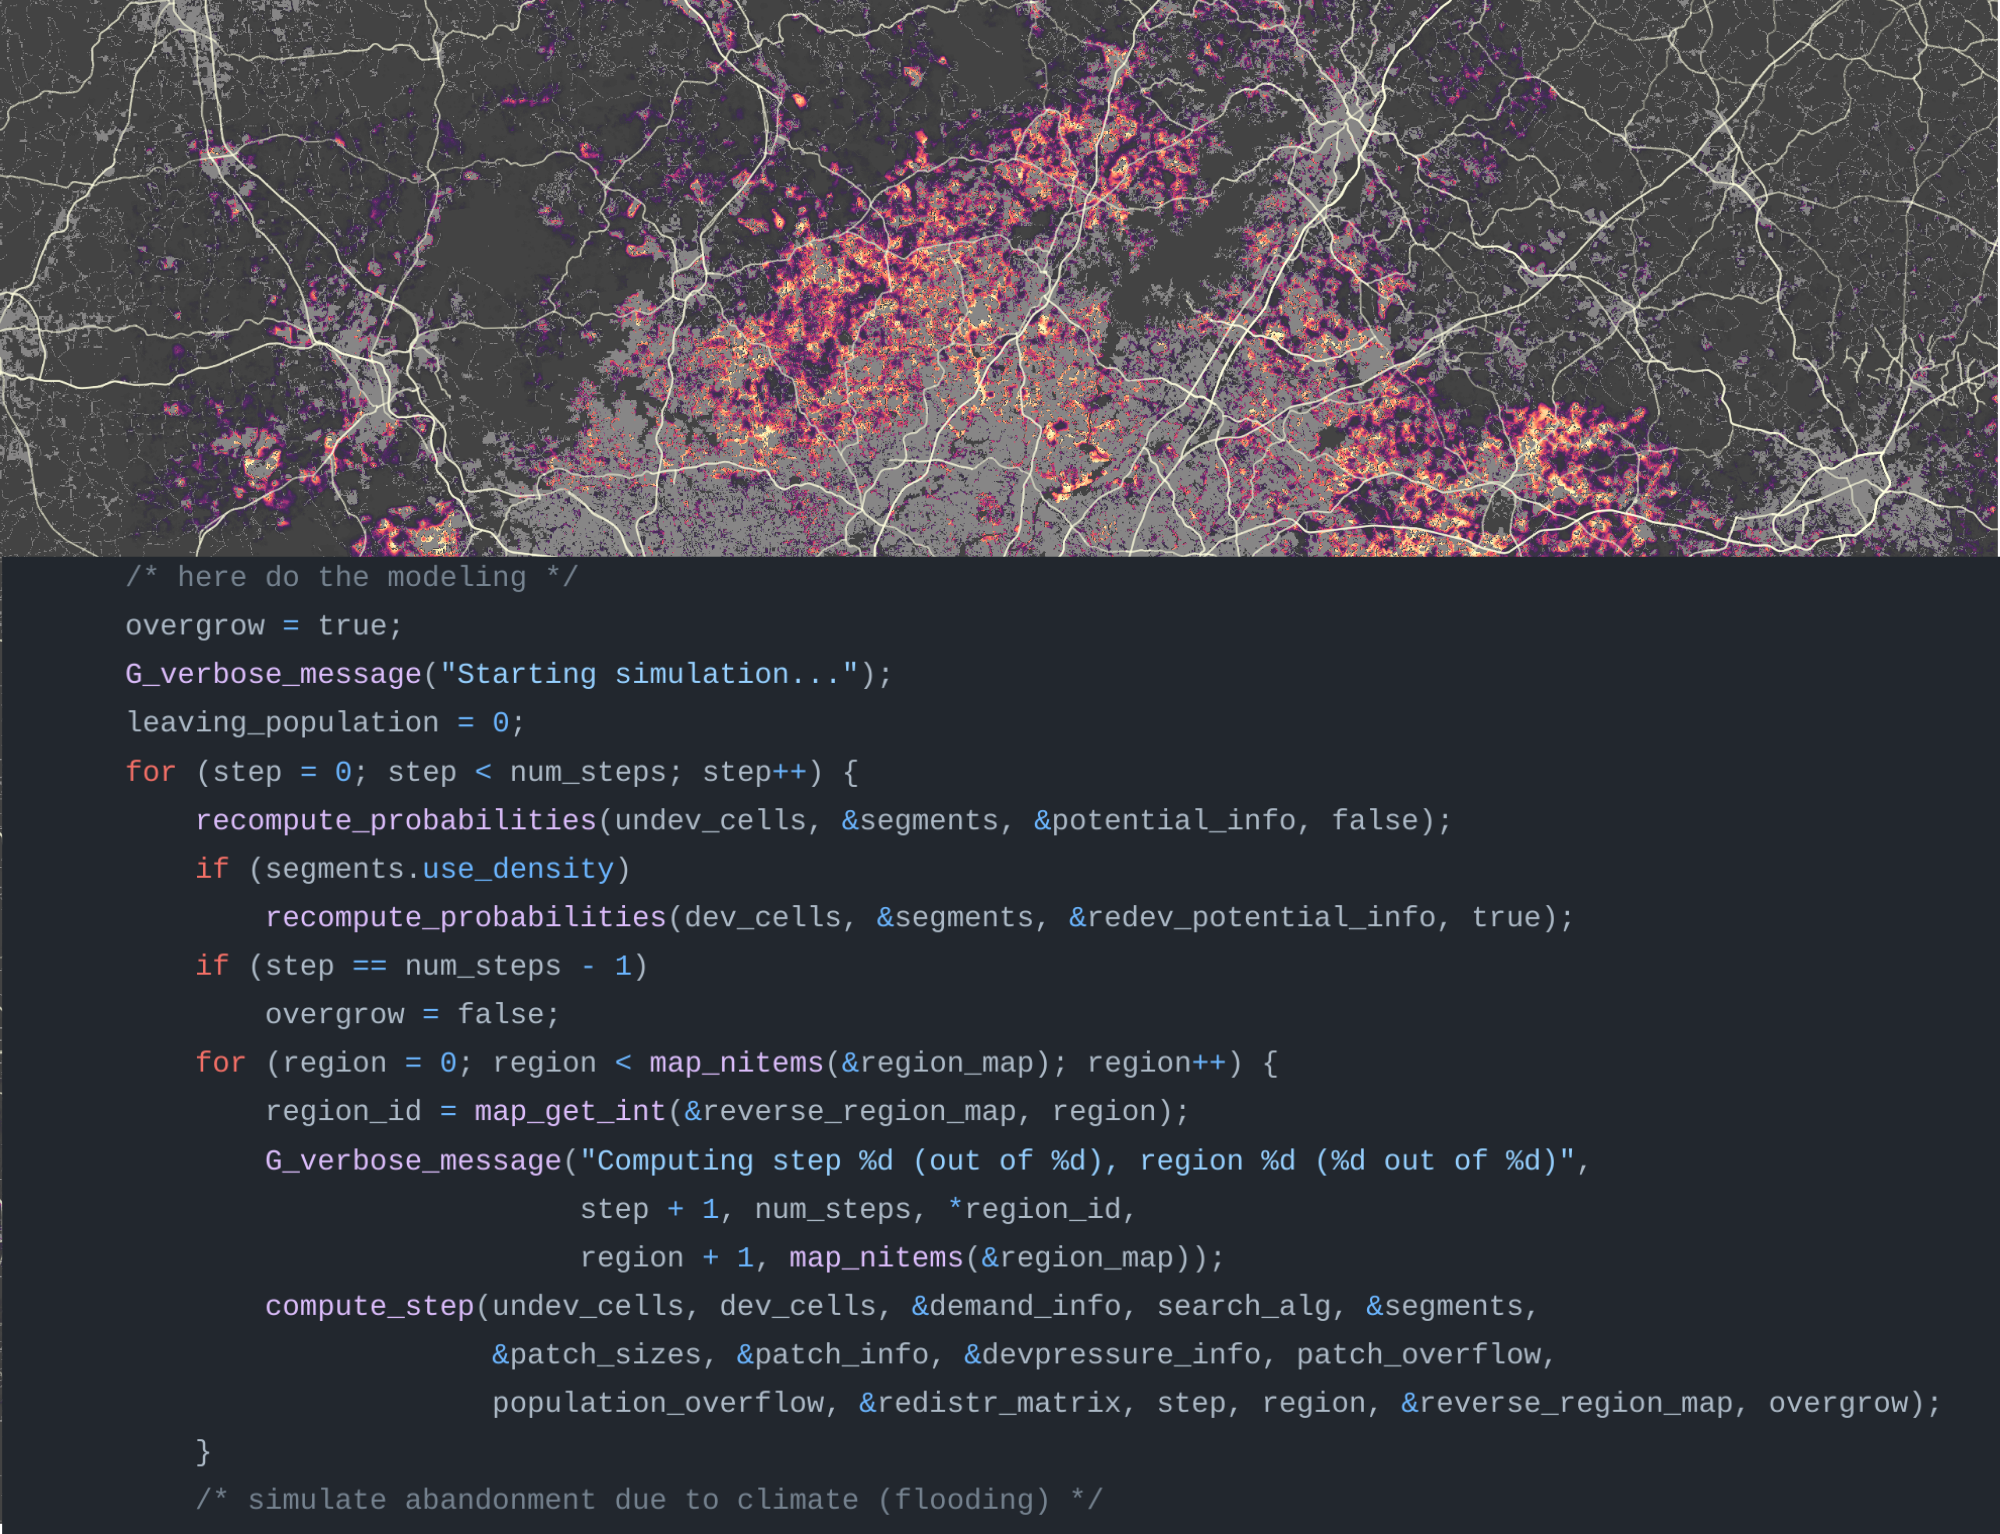 /* here do the modeling */
overgrow = true;
G_verbose_message("Starting simulation...");
leaving_population = 0;
for (step = 0; step < num_steps; step++) {
recompute_probabilities(undev_cells, &segments, &potential_info, false);
if (segments.use_density)
recompute_probabilities(dev_cells, &segments, &redev_potential_info, true);
if (step == num_steps - 1)
overgrow = false;
for (region = 0; region < map_nitems(&region_map); region++) {
region_id = map_get_int(&reverse_region_map, region);
G_verbose_message("Computing step %d (out of %d), region %d (%d out of %d)",
step + 1, num_steps, *region_id,
region + 1, map_nitems(&region_map));
compute_step(undev_cells, dev_cells, &demand_info, search_alg, &segments,
&patch_sizes, &patch_info, &devpressure_info, patch_overflow,
population_overflow, &redistr_matrix, step, region, &reverse_region_map, overgrow);
}
/* simulate abandonment due to climate (flooding) */